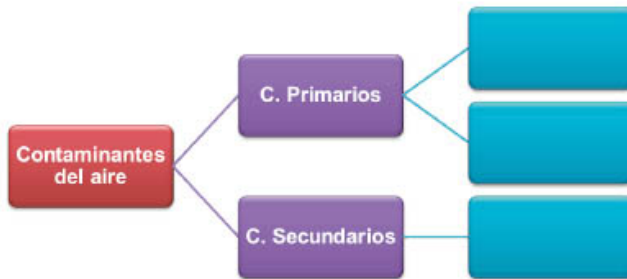 C. Primarios
Contaminantes
del aire
C. Secundarios